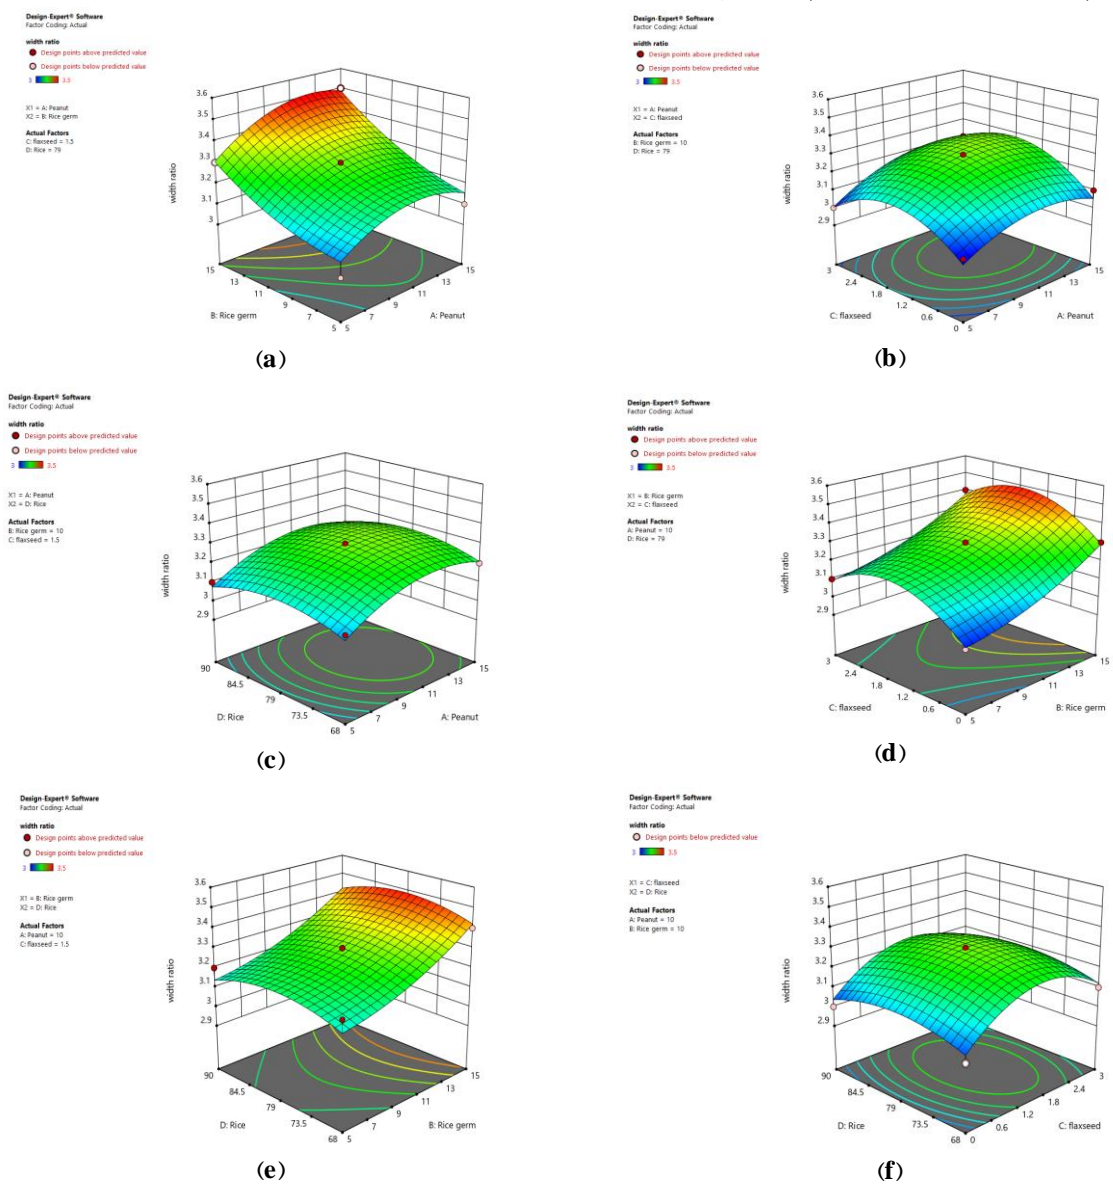 Design-Expert® Software
Factor Coding: Actual
width ratio
Design points above predicted value
Design points below predicted value
3 3.5
X1 = A: Peanut
X2 = B: Rice germ
Actual Factors
C: flaxseed = 1.5
D: Rice = 79
3.6
3.5
3.4
3.3
3.2
3.1
3
width ratio
15
13
11
9
7
5
5
7
9
11
13
15
B: Rice germ
A: Peanut
(a)
Design-Expert® Software
Factor Coding: Actual
width ratio
Design points above predicted value
Design points below predicted value
3 3.5
X1 = A: Peanut
X2 = C: flaxseed
Actual Factors
B: Rice germ = 10
D: Rice = 79
3.6
3.5
3.4
3.3
3.2
3.1
3
2.9
width ratio
3
2.4
1.8
1.2
0.6
0
5
7
9
11
13
15
C: flaxseed
A: Peanut
(b)
Design-Expert® Software
Factor Coding: Actual
width ratio
Design points above predicted value
Design points below predicted value
3 3.5
X1 = A: Peanut
X2 = D: Rice
Actual Factors
B: Rice germ = 10
C: flaxseed = 1.5
3.6
3.5
3.4
3.3
3.2
3.1
3
2.9
width ratio
90
84.5
79
73.5
68
5
7
9
11
13
15
D: Rice
A: Peanut
(c)
Design-Expert® Software
Factor Coding: Actual
width ratio
Design points above predicted value
Design points below predicted value
3 3.5
X1 = B: Rice germ
X2 = C: flaxseed
Actual Factors
A: Peanut = 10
D: Rice = 79
3.6
3.5
3.4
3.3
3.2
3.1
3
2.9
width ratio
3
2.4
1.8
1.2
0.6
0
5
7
9
11
13
15
C: flaxseed
B: Rice germ
(d)
Design-Expert® Software
Factor Coding: Actual
width ratio
Design points above predicted value
Design points below predicted value
3 3.5
X1 = B: Rice germ
X2 = D: Rice
Actual Factors
A: Peanut = 10
C: flaxseed = 1.5
3.6
3.5
3.4
3.3
3.2
3.1
3
2.9
width ratio
90
84.5
79
73.5
68
5
7
9
11
13
15
D: Rice
B: Rice germ
(e)
Design-Expert® Software
Factor Coding: Actual
width ratio
Design points below predicted value
3 3.5
X1 = C: flaxseed
X2 = D: Rice
Actual Factors
A: Peanut = 10
B: Rice germ = 10
3.6
3.5
3.4
3.3
3.2
3.1
3
2.9
width ratio
90
84.5
79
73.5
68
0
0.6
1.2
1.8
2.4
3
D: Rice
C: flaxseed
(f)